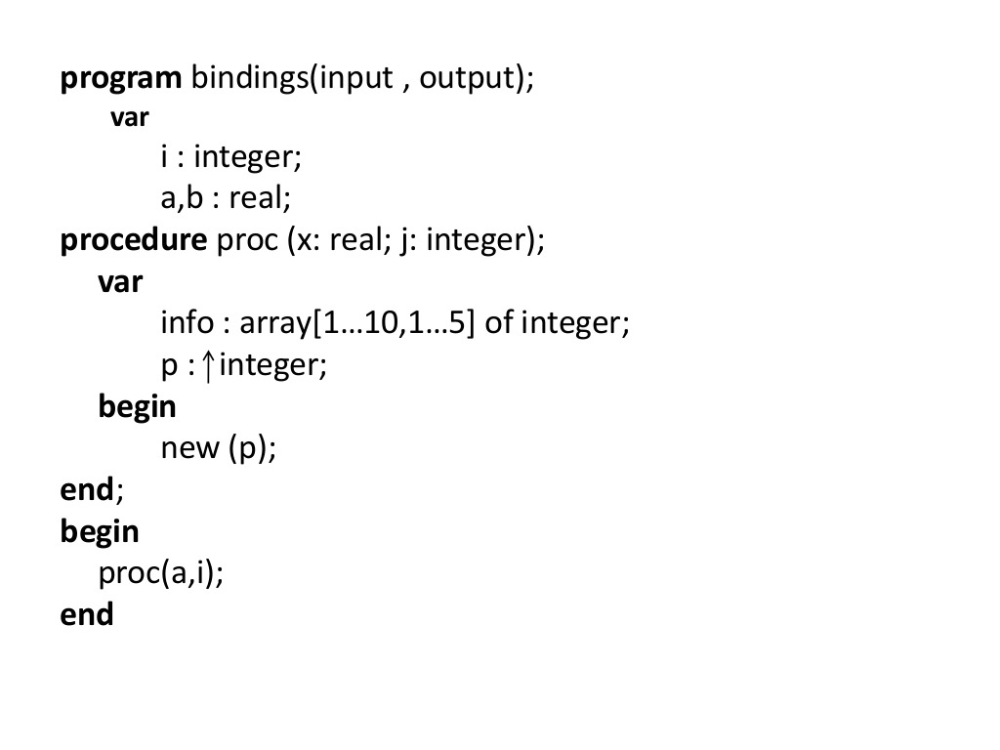 program bindings(input , output);
var
i : integer;
a,b : real;
procedure proc (x: real; j: integer);
var
info : array[1…10,1…5] of integer;
p :↑integer;
begin
new (p);
end;
begin
proc(a,i);
end